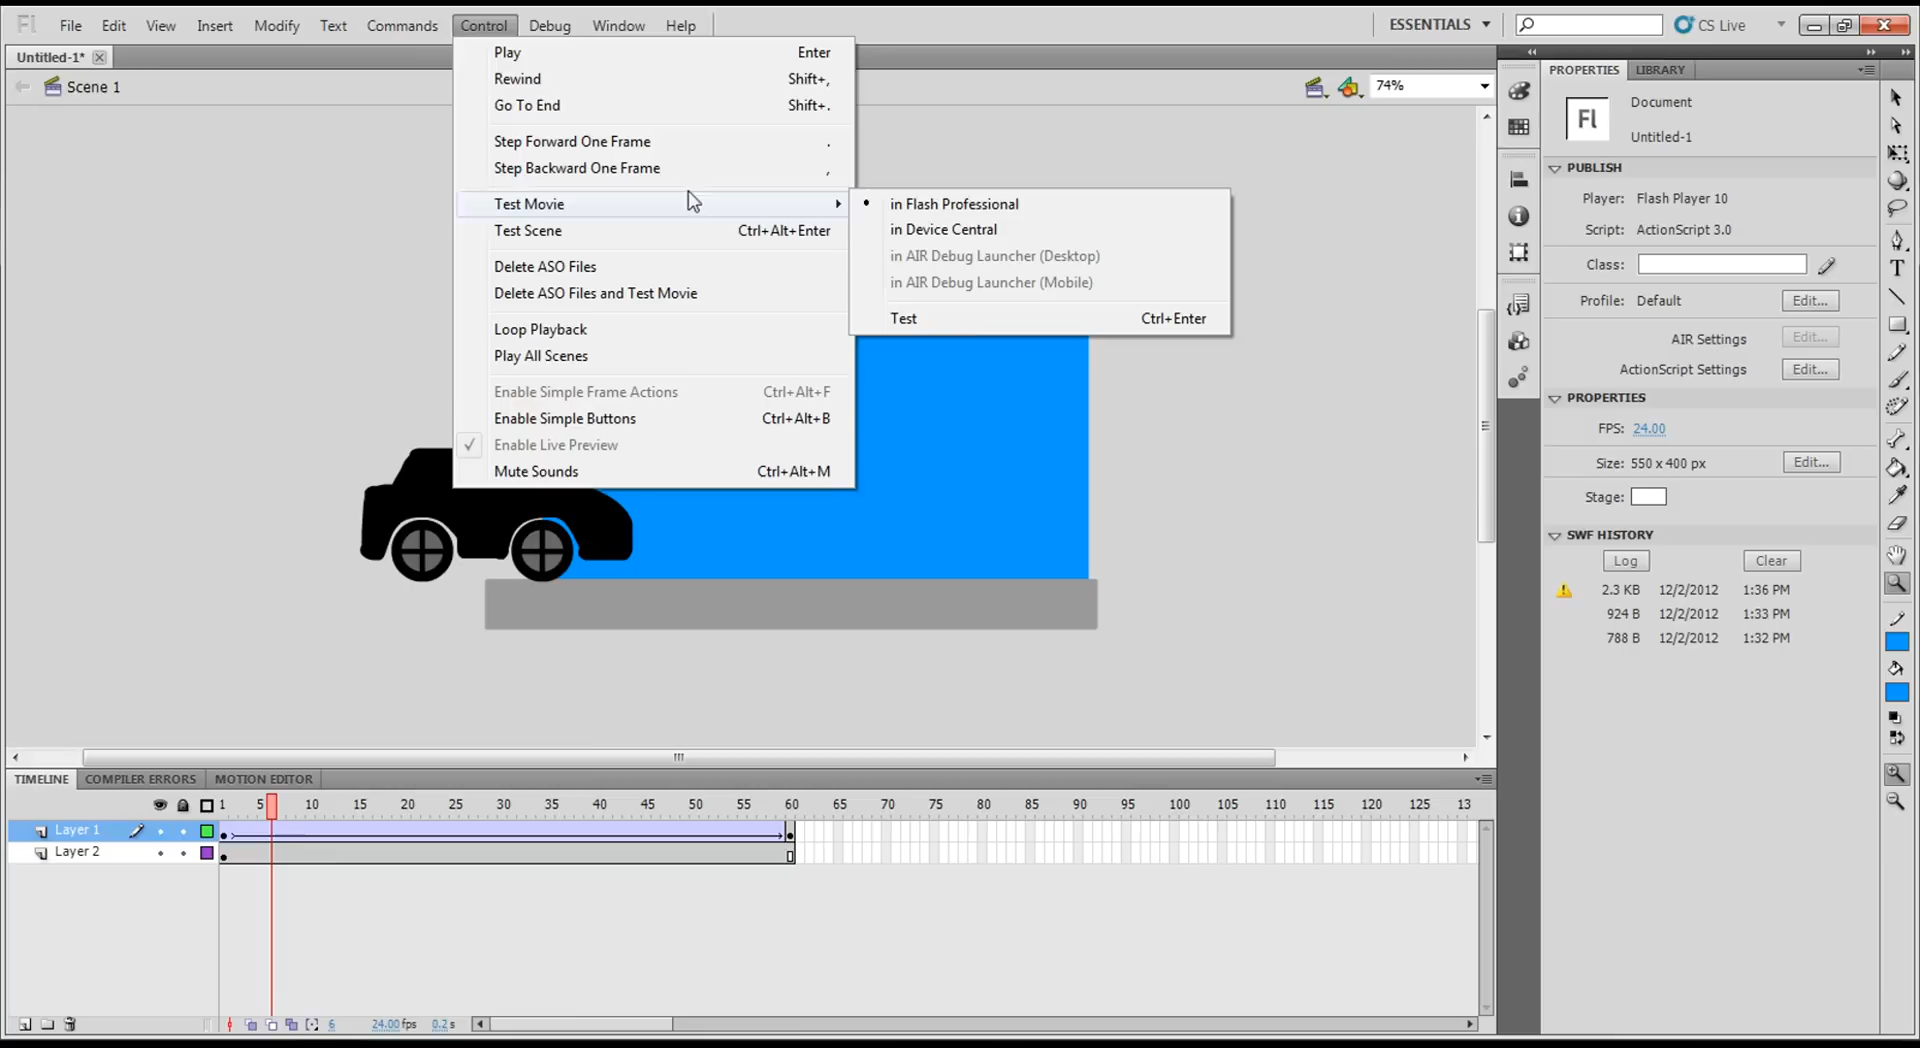 Fl File Edit View Insert Modify Text Commands Control Debug Window Help ESSENTIALS CS Live
Untitled-1*
Scene 1
74%
Play Enter
Rewind Shift+,
Go To End Shift+.
Step Forward One Frame .
Step Backward One Frame ,
Test Movie
Test Scene Ctrl+Alt+Enter
Delete ASO Files
Delete ASO Files and Test Movie
Loop Playback
Play All Scenes
Enable Simple Frame Actions Ctrl+Alt+F
Enable Simple Buttons Ctrl+Alt+B
Enable Live Preview
Mute Sounds Ctrl+Alt+M
in Flash Professional
in Device Central
in AIR Debug Launcher (Desktop)
in AIR Debug Launcher (Mobile)
Test Ctrl+Enter
PROPERTIES LIBRARY
Fl
Document
Untitled-1
PUBLISH
Player: Flash Player 10
Script: ActionScript 3.0
Class:
Profile: Default Edit...
AIR Settings Edit...
ActionScript Settings Edit...
PROPERTIES
FPS: 24.00
Size: 550 x 400 px Edit...
Stage:
SWF HISTORY
Log Clear
2.3 KB 12/2/2012 1:36 PM
924 B 12/2/2012 1:33 PM
788 B 12/2/2012 1:32 PM
T
TIMELINE COMPILER ERRORS MOTION EDITOR
1 5 10 15 20 25 30 35 40 45 50 55 60 65 70 75 80 85 90 95 100 105 110 115 120 125 13
Layer 1
Layer 2
6 24.00 fps 0.2 s